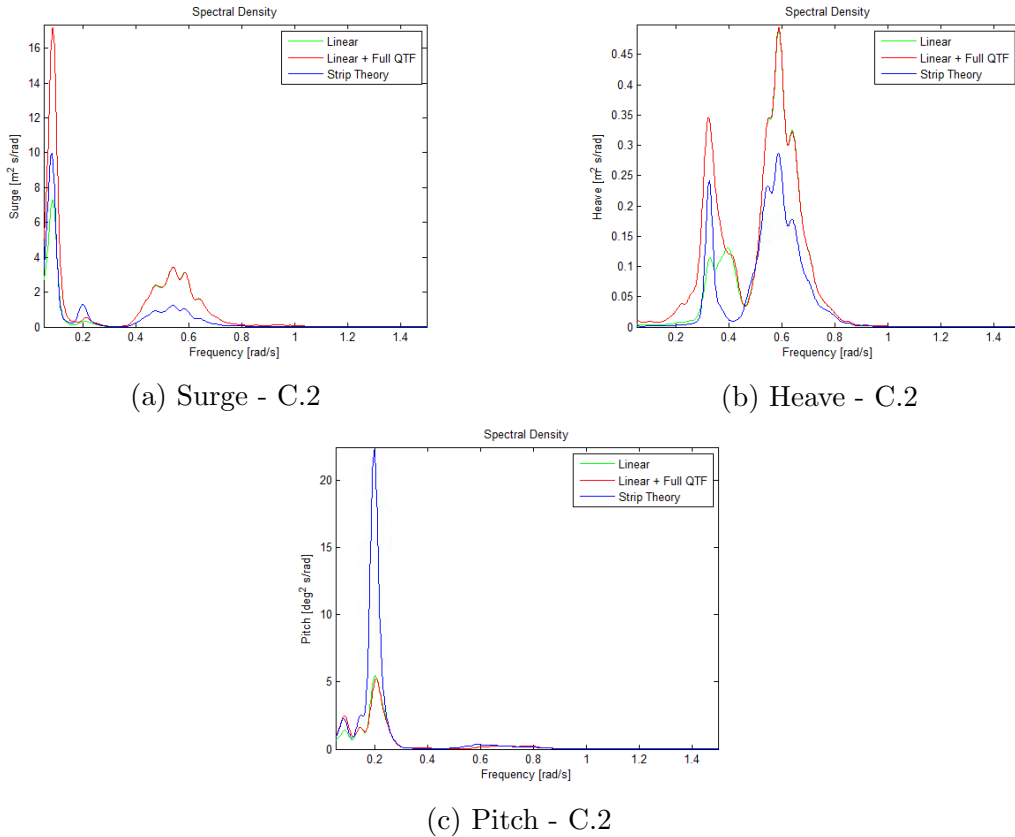 Spectral Density
Linear
Linear + Full QTF
Strip Theory
Surge [m² s/rad]
16
14
12
10
8
6
4
2
0
0.2 0.4 0.6 0.8 1 1.2 1.4
Frequency [rad/s]
(a) Surge - C.2
Spectral Density
Linear
Linear + Full QTF
Strip Theory
Heave [m² s/rad]
0.45
0.4
0.35
0.3
0.25
0.2
0.15
0.1
0.05
0
0.2 0.4 0.6 0.8 1 1.2 1.4
Frequency [rad/s]
(b) Heave - C.2
Spectral Density
Linear
Linear + Full QTF
Strip Theory
Pitch [deg² s/rad]
20
15
10
5
0
0.2 0.4 0.6 0.8 1 1.2 1.4
Frequency [rad/s]
(c) Pitch - C.2